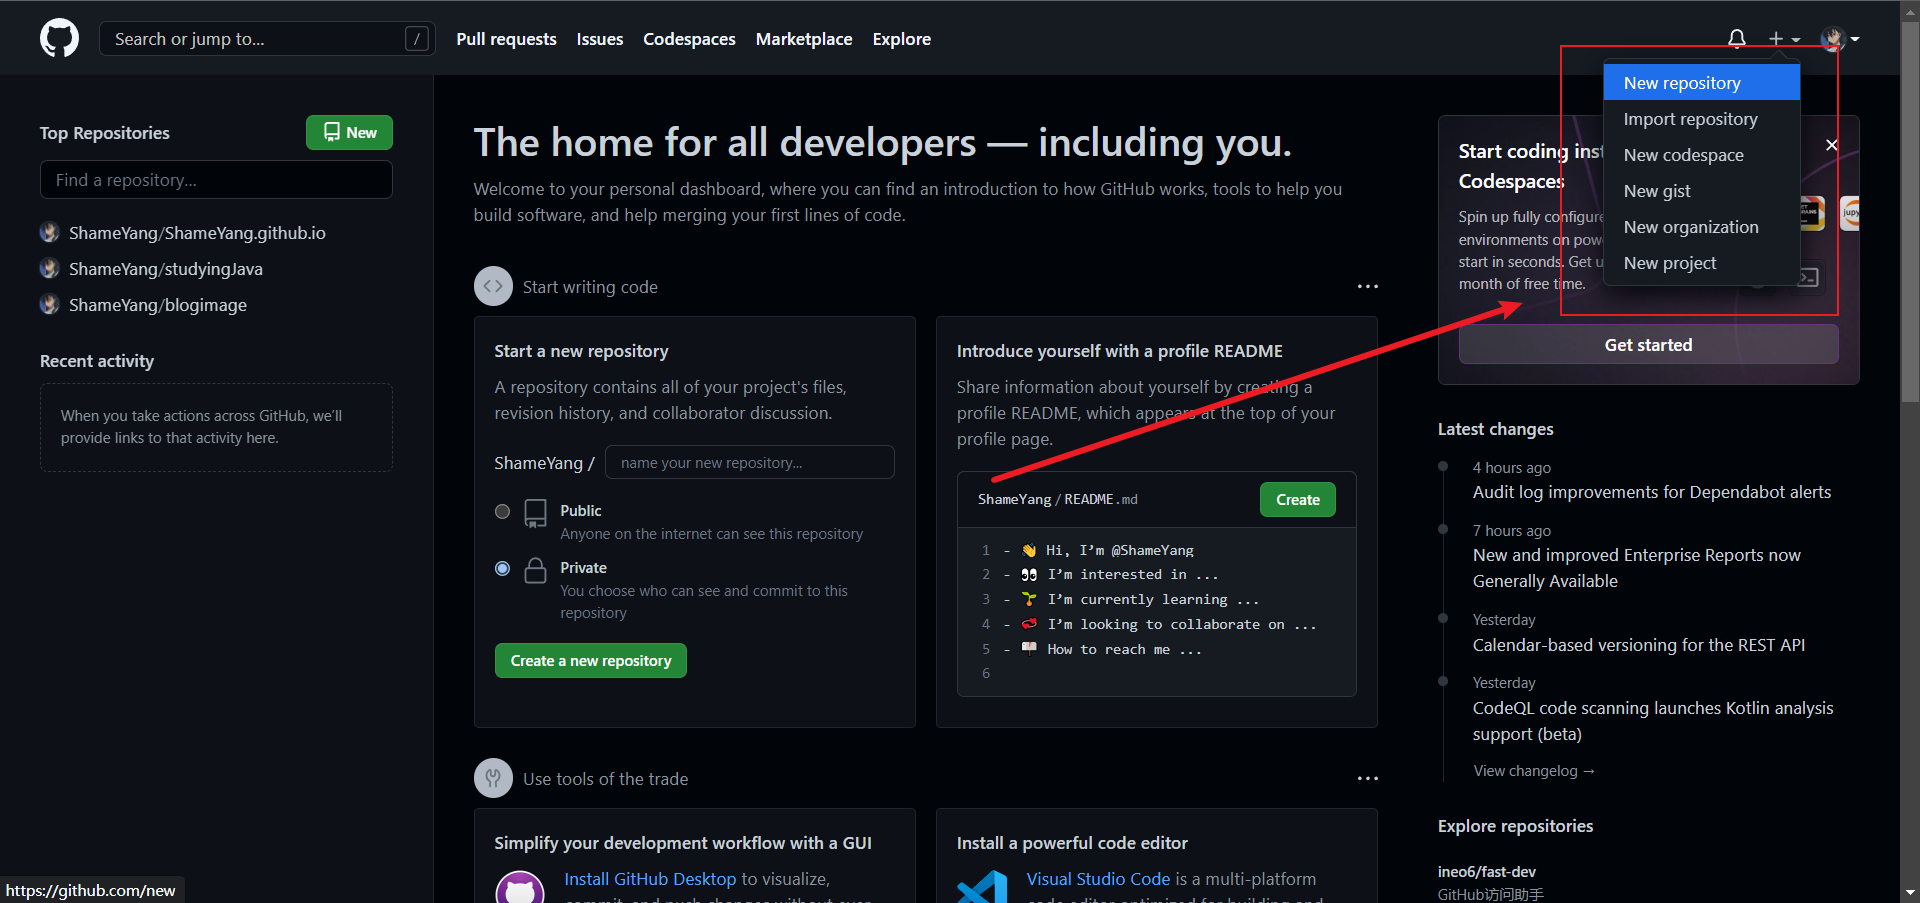 Search or jump to...
/
Pull requests
Issues
Codespaces
Marketplace
Explore
New repository
Import repository
New codespace
New gist
New organization
New project
Top Repositories
New
Find a repository...
ShameYang/ShameYang.github.io
ShameYang/studyingJava
ShameYang/blogimage
Recent activity
When you take actions across GitHub, we’ll
provide links to that activity here.
The home for all developers — including you.
Welcome to your personal dashboard, where you can find an introduction to how GitHub works, tools to help you
build software, and help merging your first lines of code.
Start writing code
Start a new repository
A repository contains all of your project's files,
revision history, and collaborator discussion.
ShameYang /
name your new repository...
Public
Anyone on the internet can see this repository
Private
You choose who can see and commit to this
repository
Create a new repository
Introduce yourself with a profile README
Share information about yourself by creating a
profile README, which appears at the top of your
profile page.
ShameYang / README.md
Create
1 - 👋 Hi, I’m @ShameYang
2 - 👀 I’m interested in ...
3 - 🌱 I’m currently learning ...
4 - 💞️ I’m looking to collaborate on ...
5 - 📫 How to reach me ...
6
Use tools of the trade
Simplify your development workflow with a GUI
Install GitHub Desktop to visualize,
Install a powerful code editor
Visual Studio Code is a multi-platform
Start coding
Codespaces
Spin up fully
environments on
start in seconds. Get
month of free time.
Get started
Latest changes
4 hours ago
Audit log improvements for Dependabot alerts
7 hours ago
New and improved Enterprise Reports now
Generally Available
Yesterday
Calendar-based versioning for the REST API
Yesterday
CodeQL code scanning launches Kotlin analysis
support (beta)
View changelog →
Explore repositories
ineo6/fast-dev
GitHub访问助手
https://github.com/new